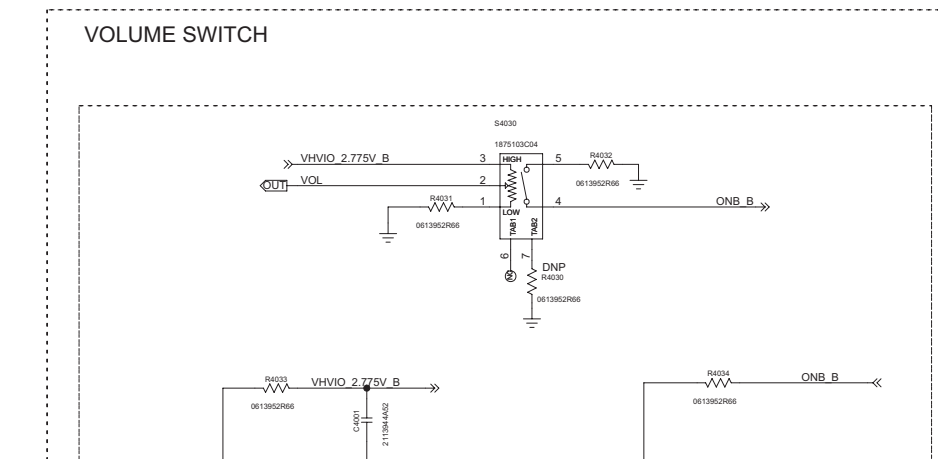 VOLUME SWITCH
S4030
1875103C04
VHVIO_2.775V_B 3 HIGH 5 R4032
0613952R66
OUT VOL 2
R4031 1 LOW 4 ONB_B
0613952R66
TAB1 TAB2
6 7
NC
DNP
R4030
0613952R66
R4033 VHVIO_2.775V_B
0613952R66
C4001
2113944A52
R4034 ONB_B
0613952R66